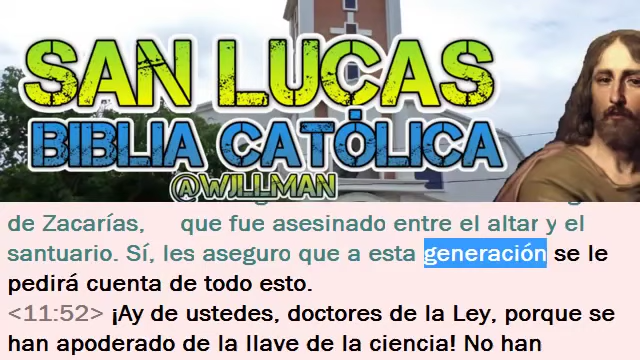 SAN LUCAS
BIBLIA CATÓLICA
@WJLLMAN
de Zacarías, que fue asesinado entre el altar y el
santuario. Sí, les aseguro que a esta generación se le
pedirá cuenta de todo esto.
<11:52> ¡Ay de ustedes, doctores de la Ley, porque se
han apoderado de la llave de la ciencia! No han